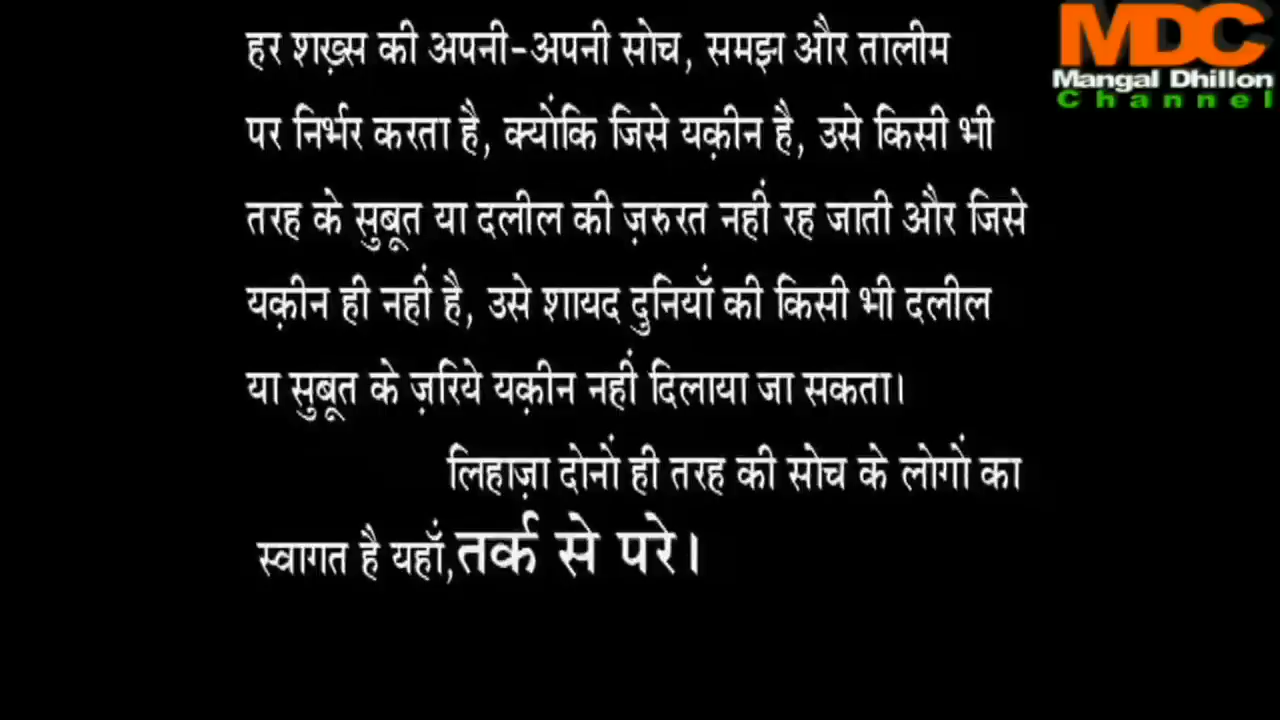 हर शख़्स की अपनी-अपनी सोच, समझ और तालीम
पर निर्भर करता है, क्योंकि जिसे यक़ीन है, उसे किसी भी
तरह के सुबूत या दलील की ज़रुरत नहीं रह जाती और जिसे
यक़ीन ही नहीं है, उसे शायद दुनियाँ की किसी भी दलील
या सुबूत के ज़रिये यक़ीन नहीं दिलाया जा सकता।
लिहाज़ा दोनों ही तरह की सोच के लोगों का
स्वागत है यहाँ,तर्क से परे।
MDC
Mangal Dhillon
Channel